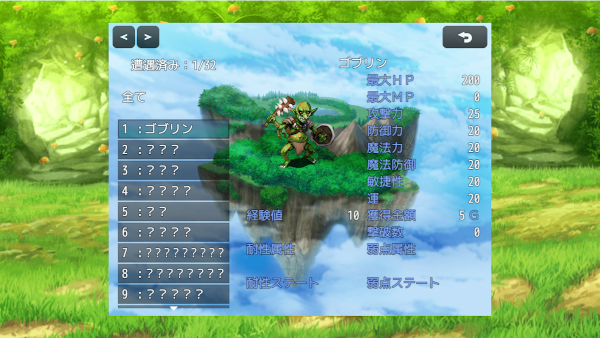 < >
遭遇済み：1/32
ゴブリン
全て
最大ＨＰ 200
最大ＭＰ 0
攻撃力 25
防御力 20
魔法力 20
魔法防御 20
敏捷性 20
運 20
経験値 10 獲得金額 5 G
撃破数 0
耐性属性 弱点属性
耐性ステート 弱点ステート
1 :ゴブリン
2 :？？？
3 :？？？
4 :？？？？
5 :？？
6 :？？？？
7 :？？？？？？？？？
8 :？？？？？？？？
9 :？？？？？